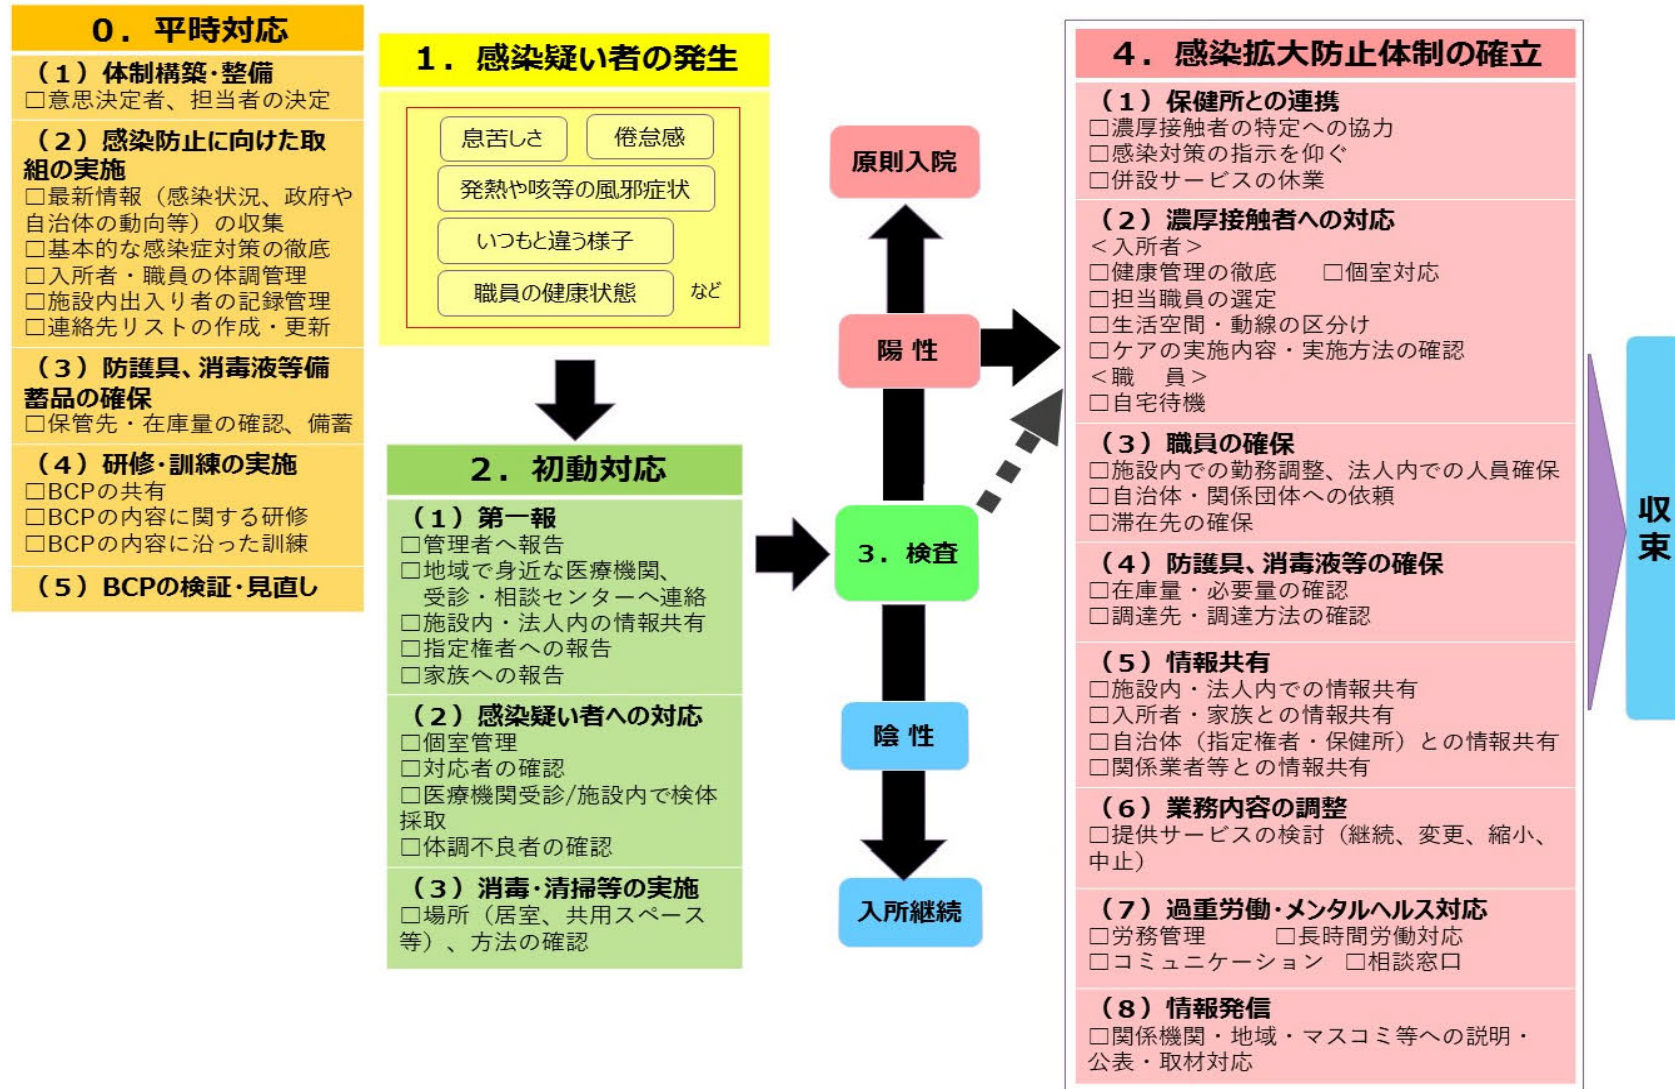 0．平時対応
（1）体制構築・整備
□意思決定者、担当者の決定
（2）感染防止に向けた取
組の実施
□最新情報（感染状況、政府や
自治体の動向等）の収集
□基本的な感染症対策の徹底
□入所者・職員の体調管理
□施設内出入り者の記録管理
□連絡先リストの作成・更新
（3）防護具、消毒液等備
蓄品の確保
□保管先・在庫量の確認、備蓄
（4）研修・訓練の実施
□BCPの共有
□BCPの内容に関する研修
□BCPの内容に沿った訓練
（5）BCPの検証・見直し
1．感染疑い者の発生
息苦しさ
倦怠感
発熱や咳等の風邪症状
いつもと違う様子
職員の健康状態
など
2．初動対応
（1）第一報
□管理者へ報告
□地域で身近な医療機関、
受診・相談センターへ連絡
□施設内・法人内の情報共有
□指定権者への報告
□家族への報告
（2）感染疑い者への対応
□個室管理
□対応者の確認
□医療機関受診/施設内で検体
採取
□体調不良者の確認
（3）消毒・清掃等の実施
□場所（居室、共用スペース
等）、方法の確認
原則入院
陽 性
3．検査
陰 性
入所継続
4．感染拡大防止体制の確立
（1）保健所との連携
□濃厚接触者の特定への協力
□感染対策の指示を仰ぐ
□併設サービスの休業
（2）濃厚接触者への対応
＜入所者＞
□健康管理の徹底　　□個室対応
□担当職員の選定
□生活空間・動線の区分け
□ケアの実施内容・実施方法の確認
＜職　員＞
□自宅待機
（3）職員の確保
□施設内での勤務調整、法人内での人員確保
□自治体・関係団体への依頼
□滞在先の確保
（4）防護具、消毒液等の確保
□在庫量・必要量の確認
□調達先・調達方法の確認
（5）情報共有
□施設内・法人内での情報共有
□入所者・家族との情報共有
□自治体（指定権者・保健所）との情報共有
□関係業者等との情報共有
（6）業務内容の調整
□提供サービスの検討（継続、変更、縮小、
中止）
（7）過重労働・メンタルヘルス対応
□労務管理　　　□長時間労働対応
□コミュニケーション　□相談窓口
（8）情報発信
□関係機関・地域・マスコミ等への説明・
公表・取材対応
収束